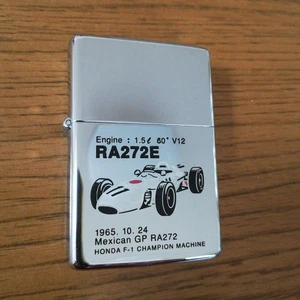 Engine : 1.5ℓ 60° V12
RA272E
1965. 10. 24
Mexican GP RA272
HONDA F-1 CHAMPION MACHINE